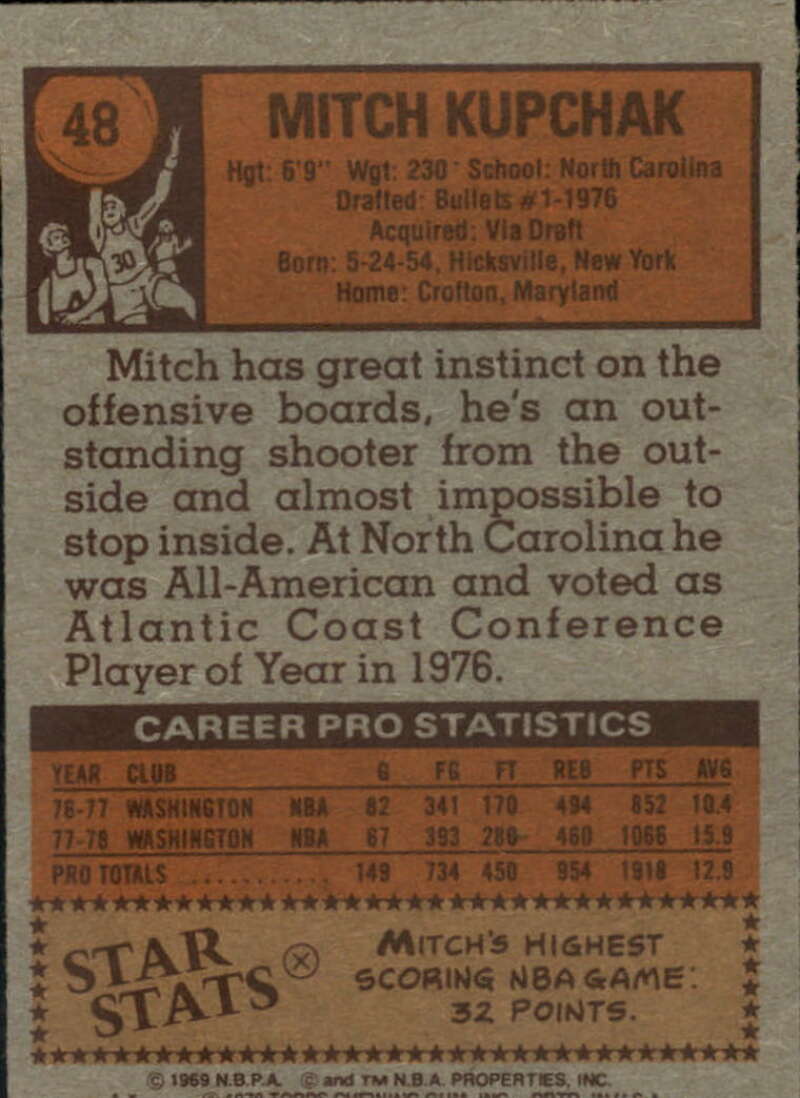 48
MITCH KUPCHAK
Hgt: 6'9" Wgt: 230 School: North Carolina
Drafted: Bullets #1-1976
Acquired: Via Draft
Born: 5-24-54, Hicksville, New York
Home: Crofton, Maryland
30
Mitch has great instinct on the
offensive boards, he's an out-
standing shooter from the out-
side and almost impossible to
stop inside. At North Carolina he
was All-American and voted as
Atlantic Coast Conference
Player of Year in 1976.
CAREER PRO STATISTICS
YEAR CLUB G FG FT REB PTS AVG
76-77 WASHINGTON NBA 82 341 170 494 852 10.4
77-78 WASHINGTON NBA 67 393 280 460 1066 15.9
PRO TOTALS ............ 149 734 450 954 1918 12.9
STAR
STATS
MITCH'S HIGHEST
SCORING NBA GAME:
32 POINTS.
© 1969 N.B.P.A. © and TM N.B.A. PROPERTIES, INC.